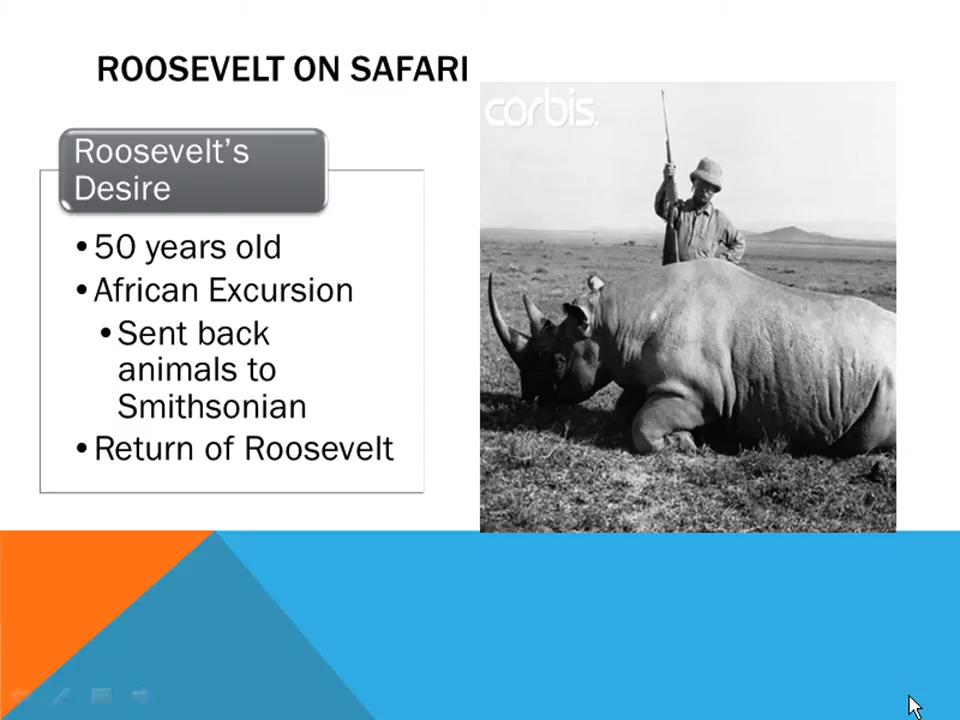 ROOSEVELT ON SAFARI
corbis.
Roosevelt's
Desire
•50 years old
•African Excursion
•Sent back
animals to
Smithsonian
•Return of Roosevelt